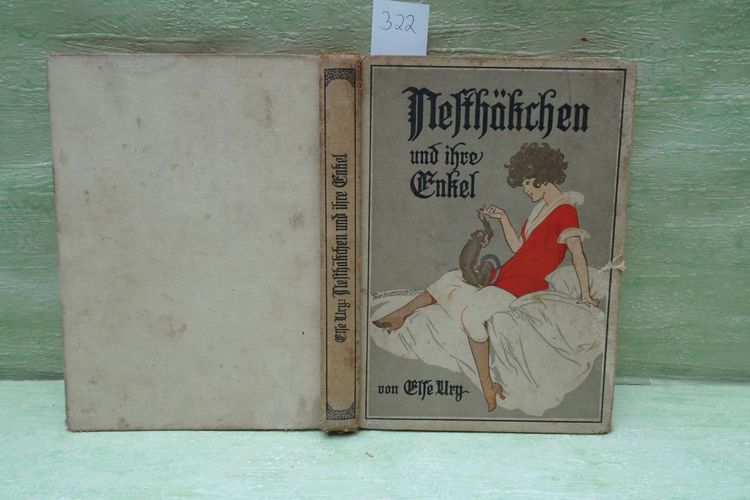 322
Else Ury: Nesthäkchen und ihre Enkel
Nesthäkchen
und ihre
Enkel
von Else Ury